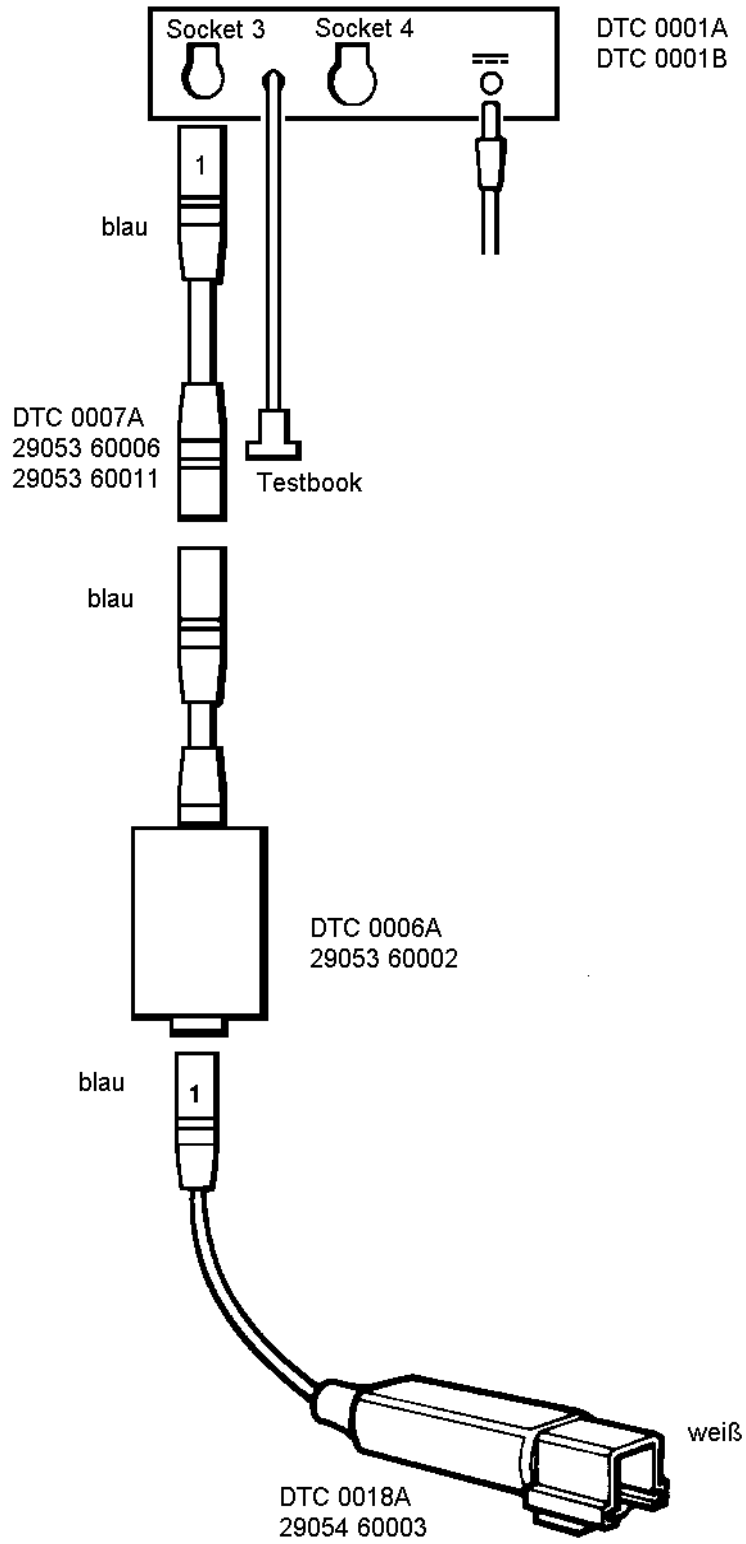 Socket 3
Socket 4
DTC 0001A
DTC 0001B
1
blau
DTC 0007A
29053 60006
29053 60011
Testbook
blau
DTC 0006A
29053 60002
blau
1
weiß
DTC 0018A
29054 60003